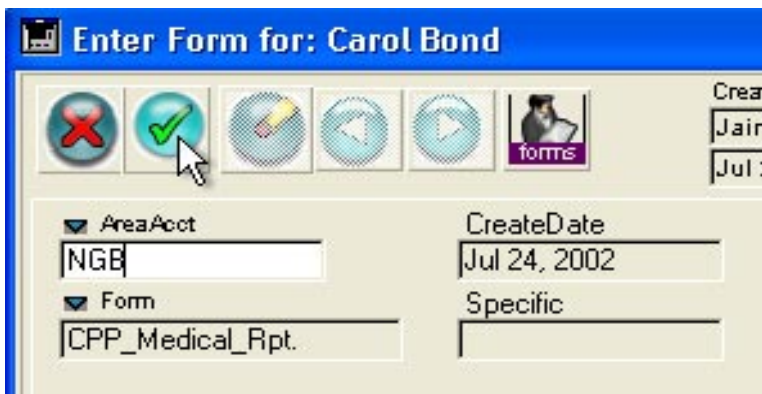 Enter Form for: Carol Bond
forms
AreaAcct
NGB
CreateDate
Jul 24, 2002
Form
CPP_Medical_Rpt.
Specific